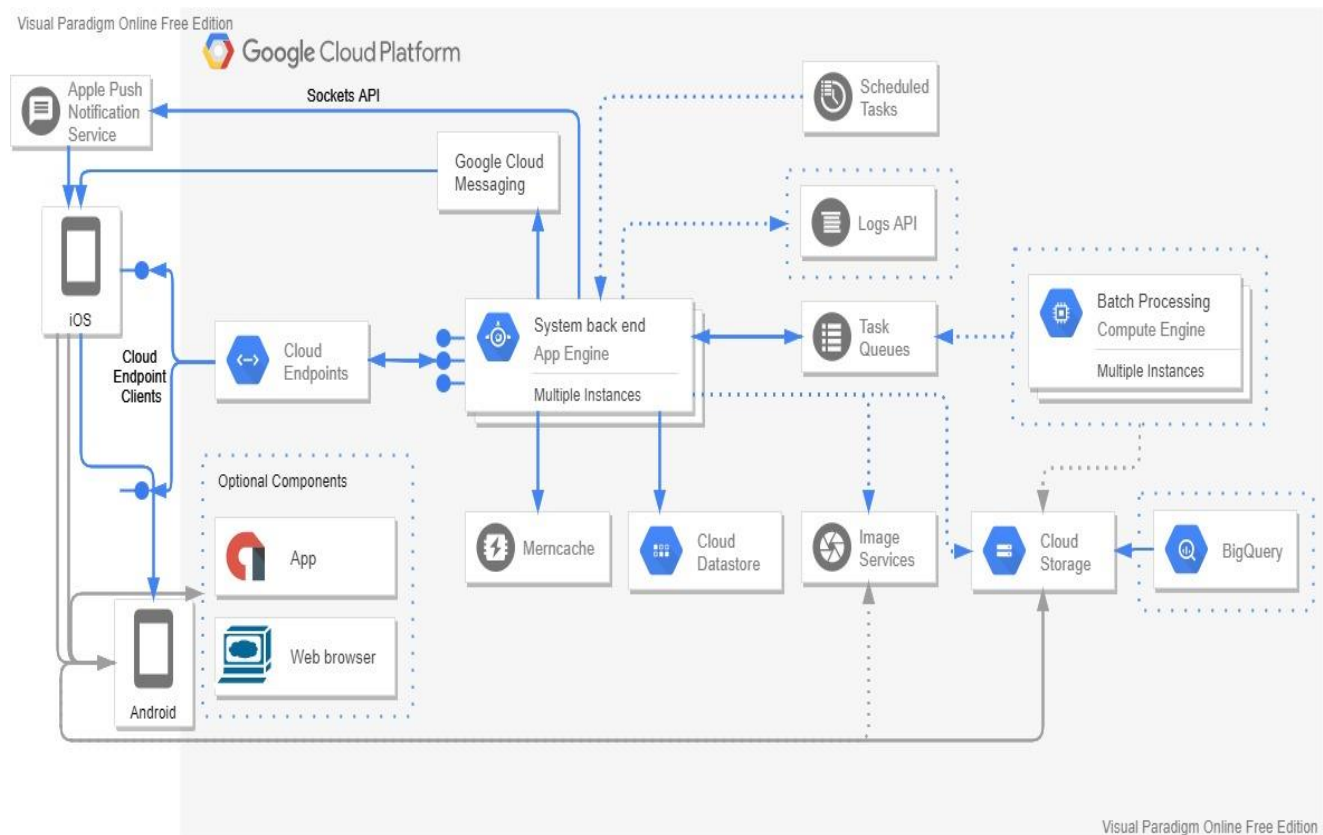 Visual Paradigm Online Free Edition
Google Cloud Platform
Apple Push
Notification
Service
Sockets API
Scheduled
Tasks
Google Cloud
Messaging
Logs API
iOS
Cloud
Endpoint
Clients
Cloud
Endpoints
System back end
App Engine
Multiple Instances
Task
Queues
Batch Processing
Compute Engine
Multiple Instances
Optional Components
App
Web browser
Merncache
Cloud
Datastore
Image
Services
Cloud
Storage
BigQuery
Android
Visual Paradigm Online Free Edition